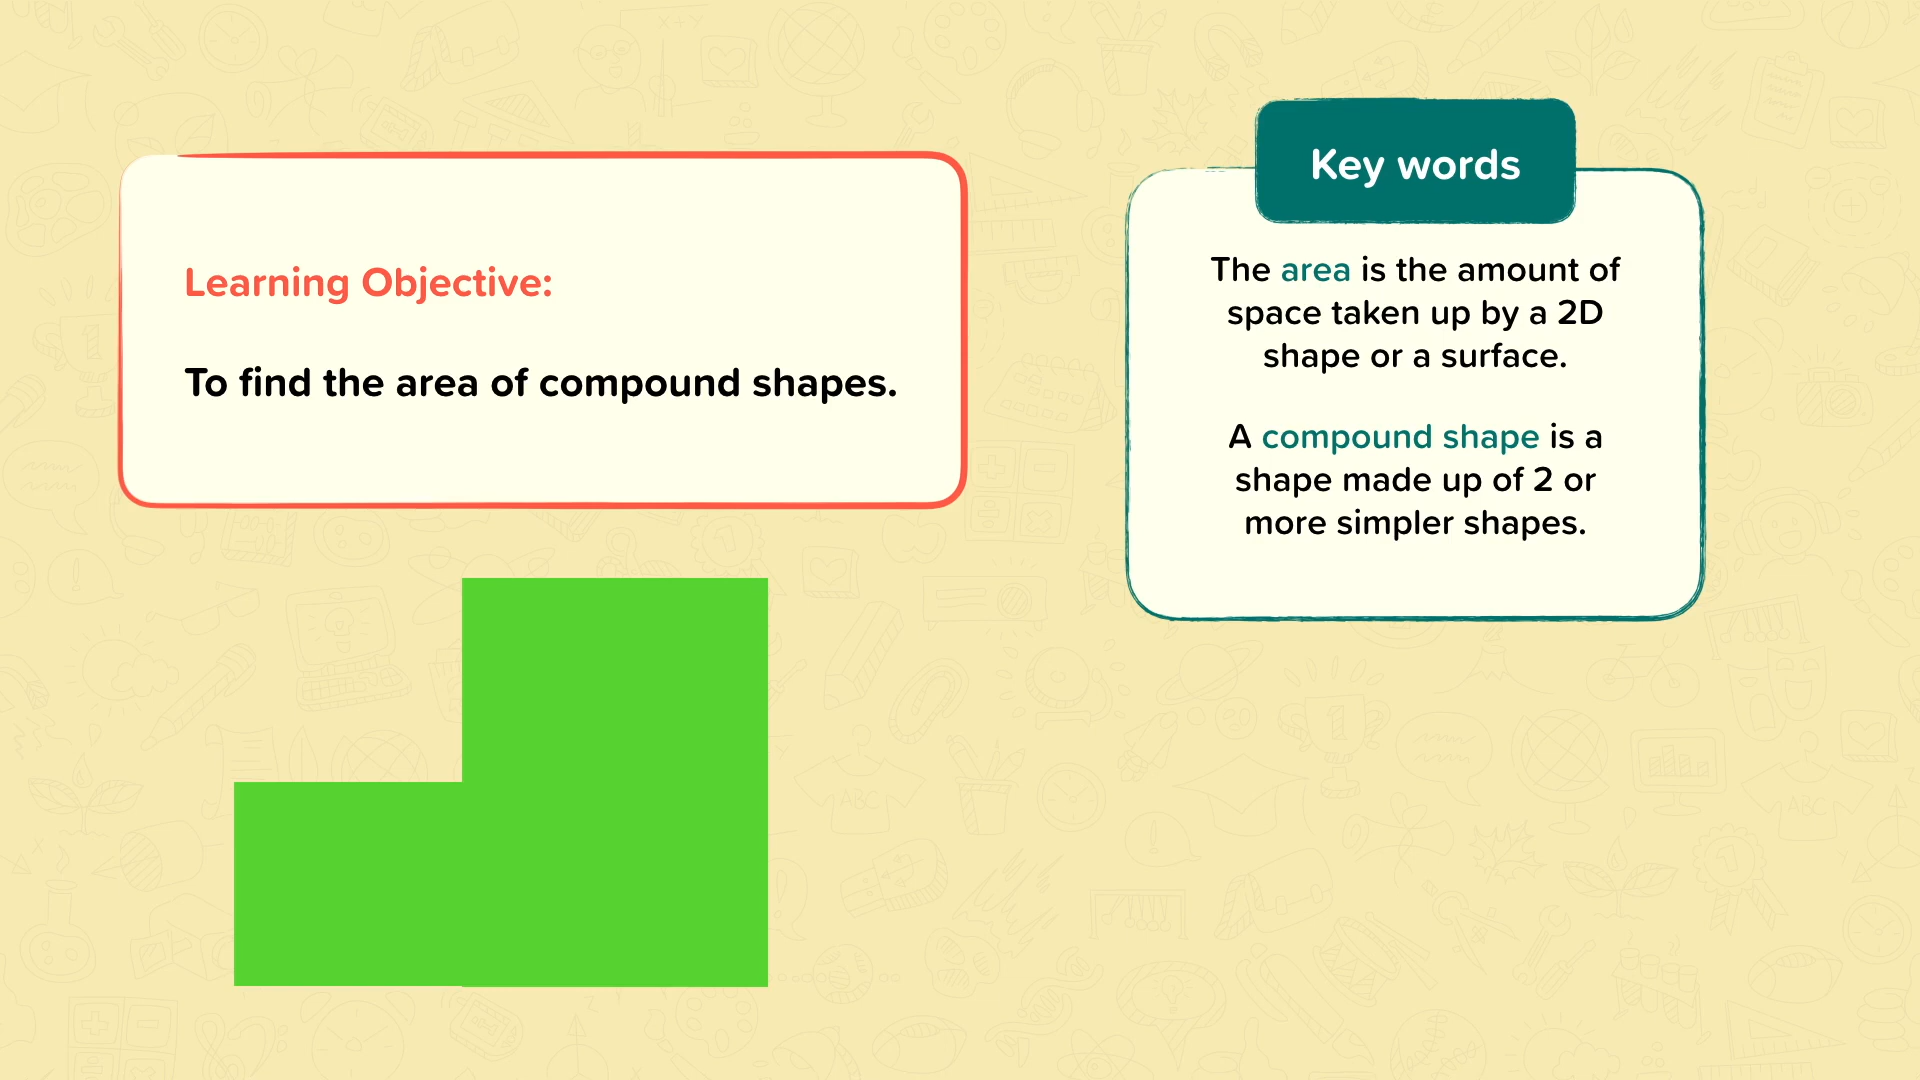 Learning Objective:
To find the area of compound shapes.
Key words
The area is the amount of
space taken up by a 2D
shape or a surface.
A compound shape is a
shape made up of 2 or
more simpler shapes.